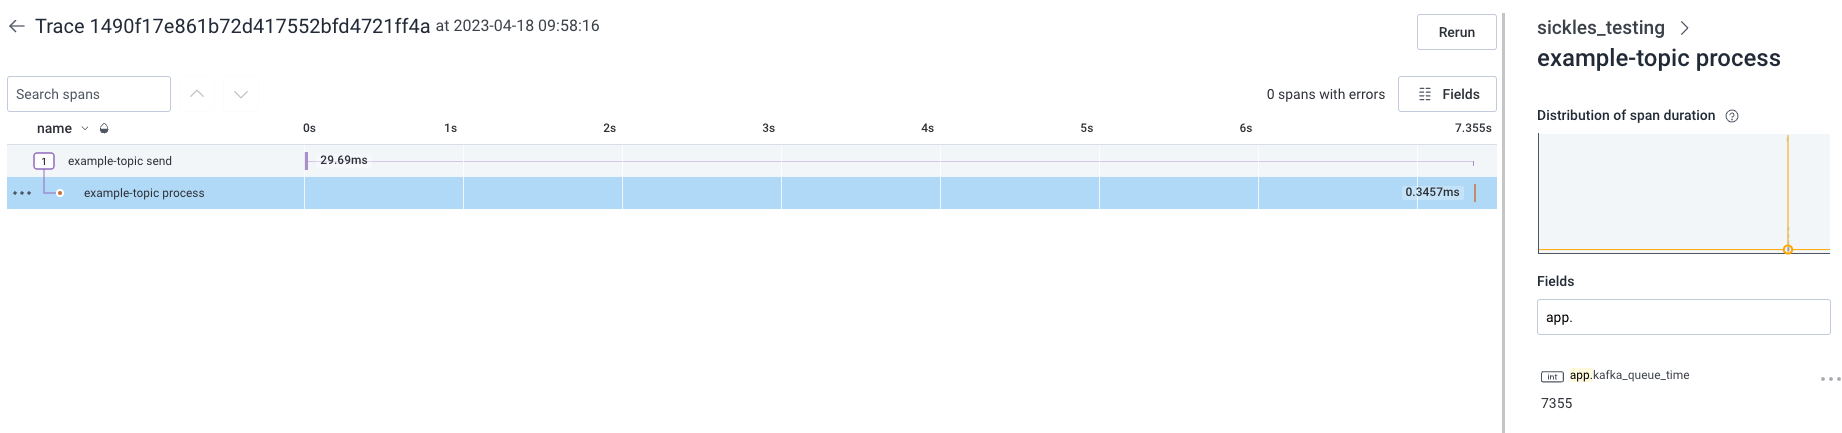 Trace 1490f17e861b72d417552bfd4721ff4a at 2023-04-18 09:58:16
Rerun
Search spans
0 spans with errors
Fields
name 0s 1s 2s 3s 4s 5s 6s 7.355s
1 example-topic send 29.69ms
example-topic process 0.3457ms
sickles_testing
example-topic process
Distribution of span duration ?
Fields
app.
int app.kafka_queue_time
7355